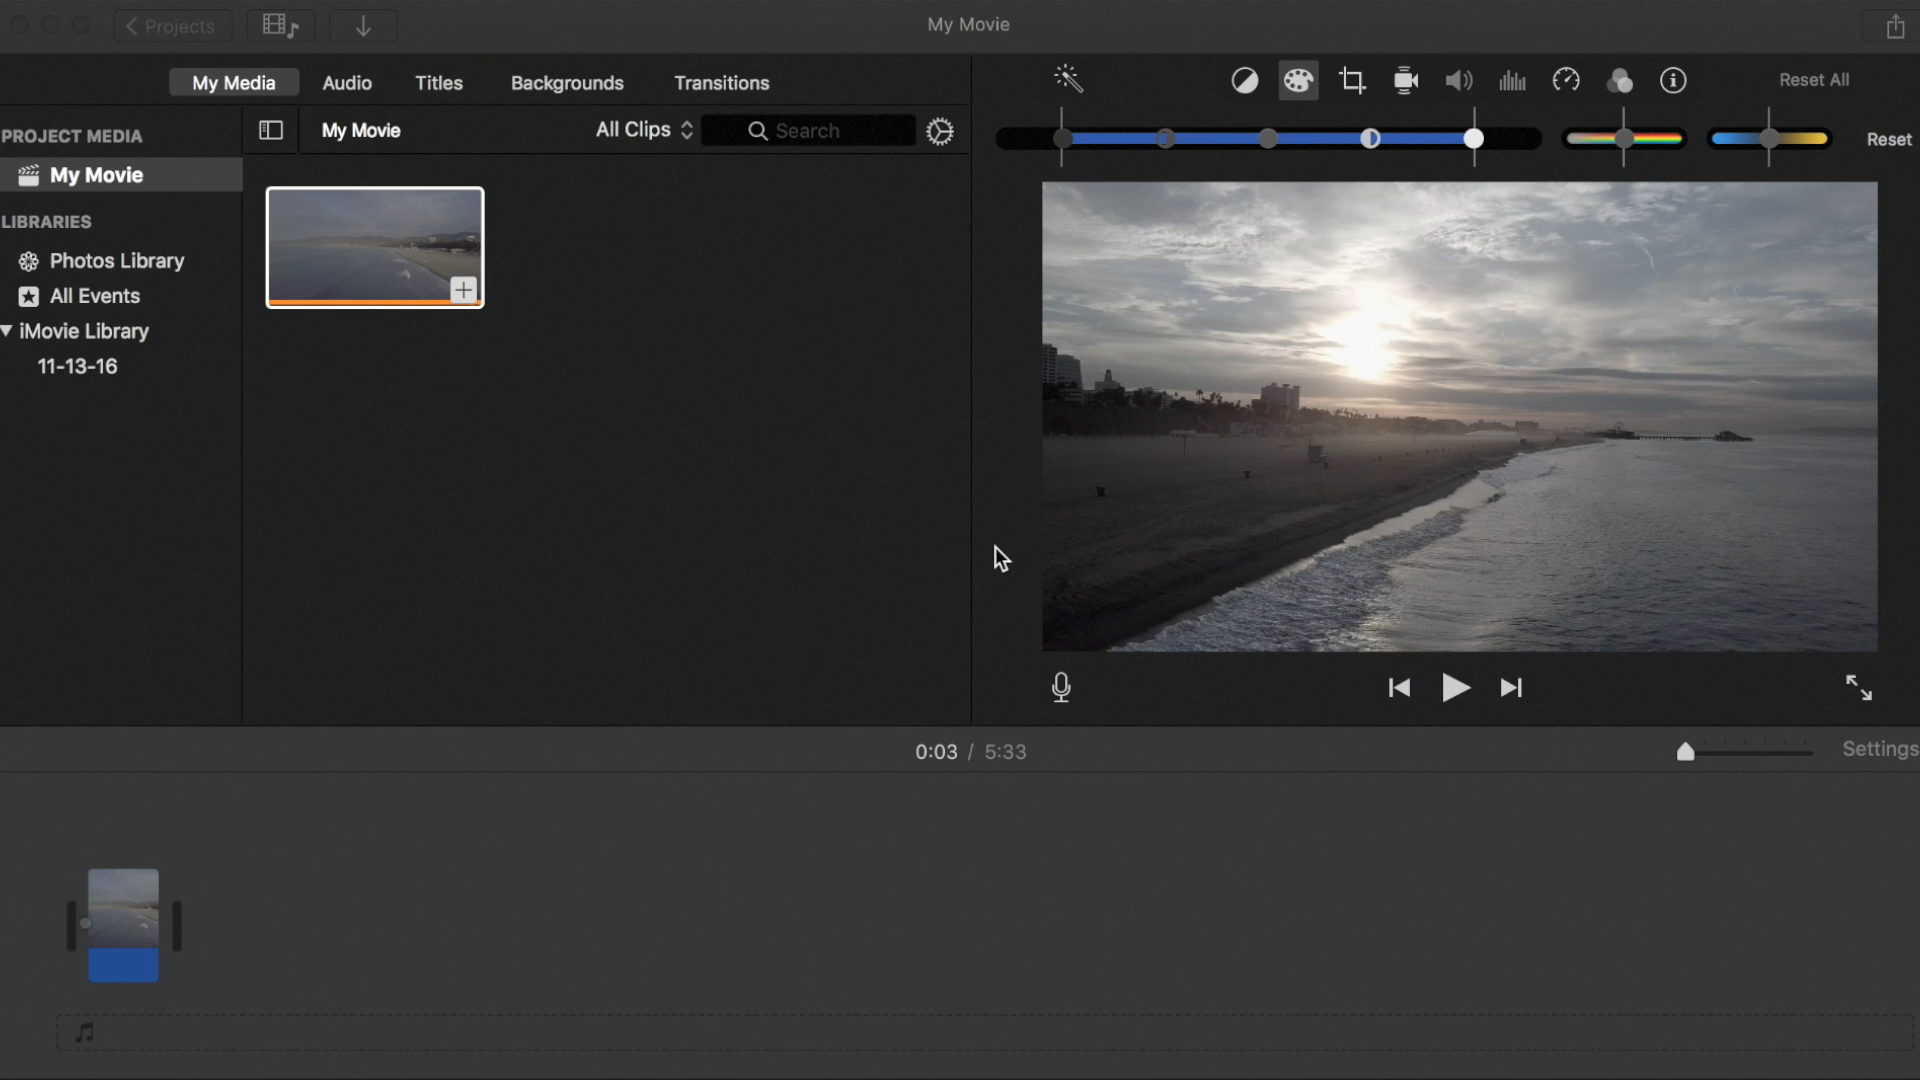 Projects
My Movie
My Media Audio Titles Backgrounds Transitions
Reset All
PROJECT MEDIA
My Movie All Clips Search
Reset
My Movie
LIBRARIES
Photos Library
All Events
iMovie Library
11-13-16
0:03 / 5:33
Settings